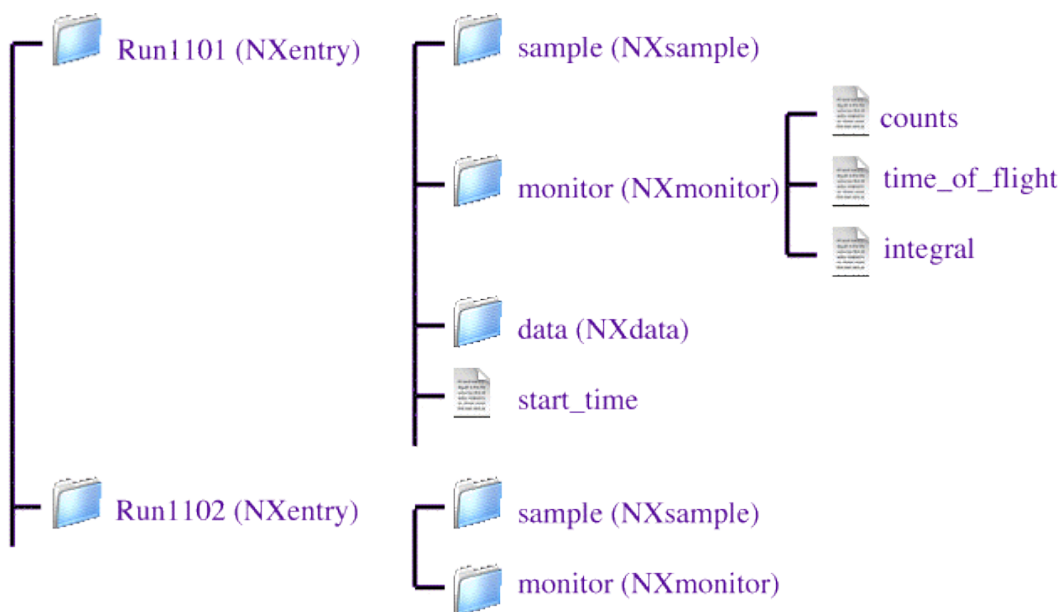 Run1101 (NXentry)
sample (NXsample)
monitor (NXmonitor)
counts
time_of_flight
integral
data (NXdata)
start_time
Run1102 (NXentry)
sample (NXsample)
monitor (NXmonitor)